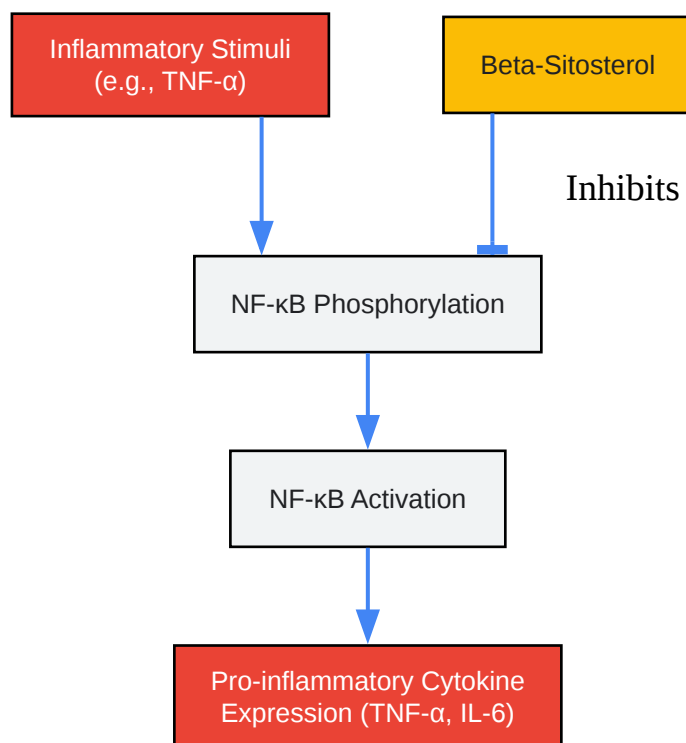 Inflammatory Stimuli
(e.g., TNF-α)
Beta-Sitosterol
Inhibits
NF-κB Phosphorylation
NF-κB Activation
Pro-inflammatory Cytokine
Expression (TNF-α, IL-6)